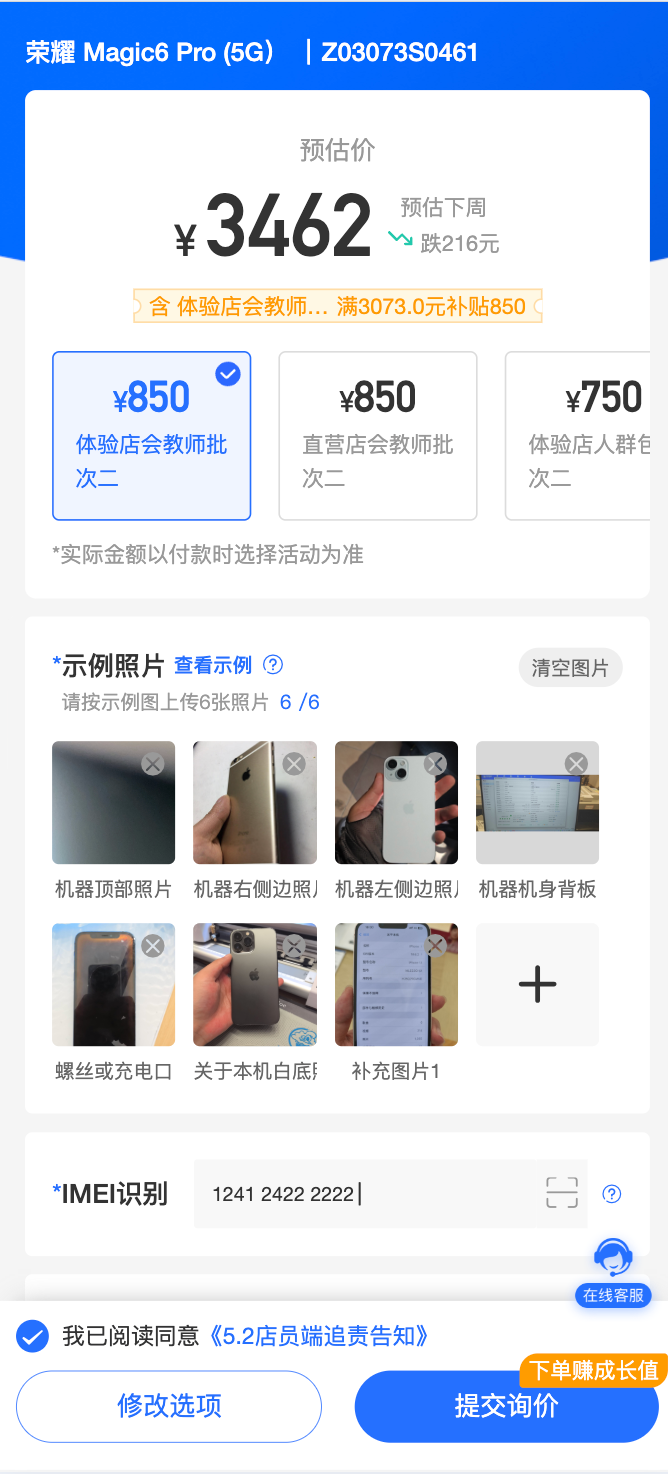 荣耀 Magic6 Pro (5G） | Z03073S0461
预估价
¥3462
预估下周
跌216元
含 体验店会教师... 满3073.0元补贴850
¥850
体验店会教师批
次二
¥850
直营店会教师批
次二
¥750
体验店人群包
次二
*实际金额以付款时选择活动为准
*示例照片 查看示例 ?
清空图片
请按示例图上传6张照片 6 /6
机器顶部照片
机器右侧边照片
机器左侧边照片
机器机身背板
螺丝或充电口
关于本机白底照
补充图片1
*IMEI识别
1241 2422 2222
?
在线客服
我已阅读同意《5.2店员端追责告知》
下单赚成长值
修改选项
提交询价